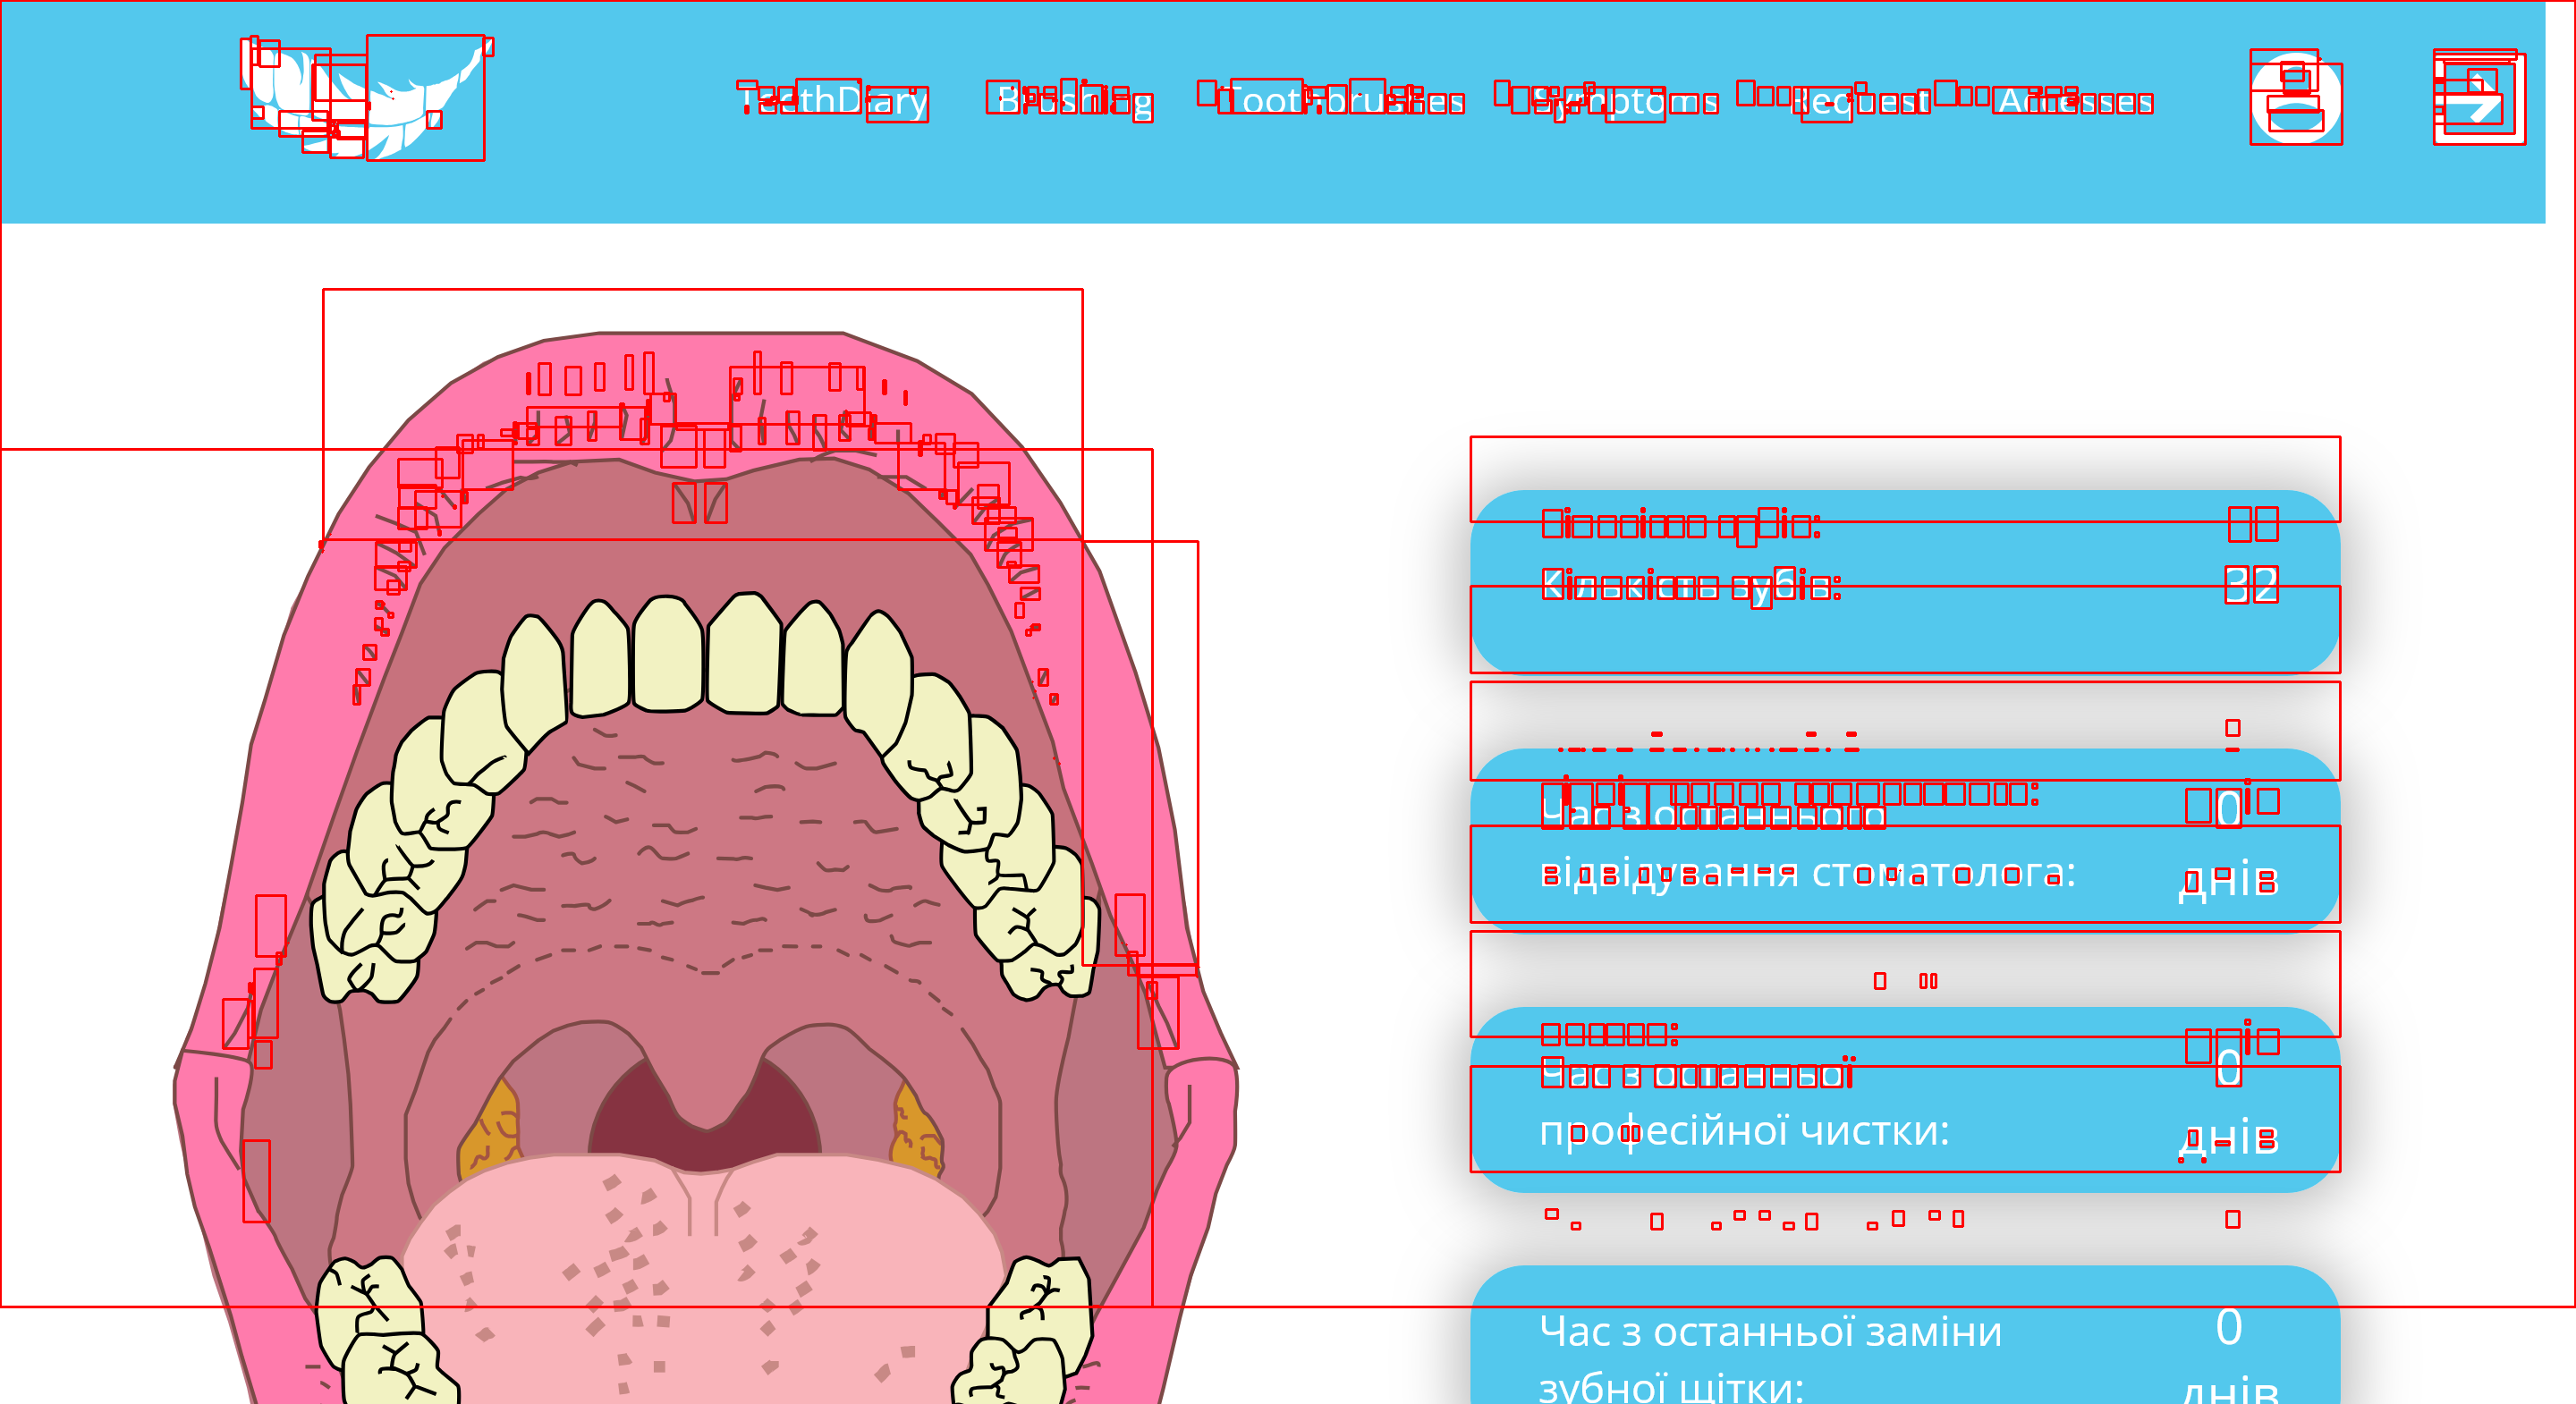 TeethDiary Brushing Toothbrushes Symptoms Request Accesses
Кількість зубів: 32
Час з останнього 0
відвідування стоматолога: днів
Час з останньої 0
професійної чистки: днів
Час з останньої заміни 0
зубної щітки: днів